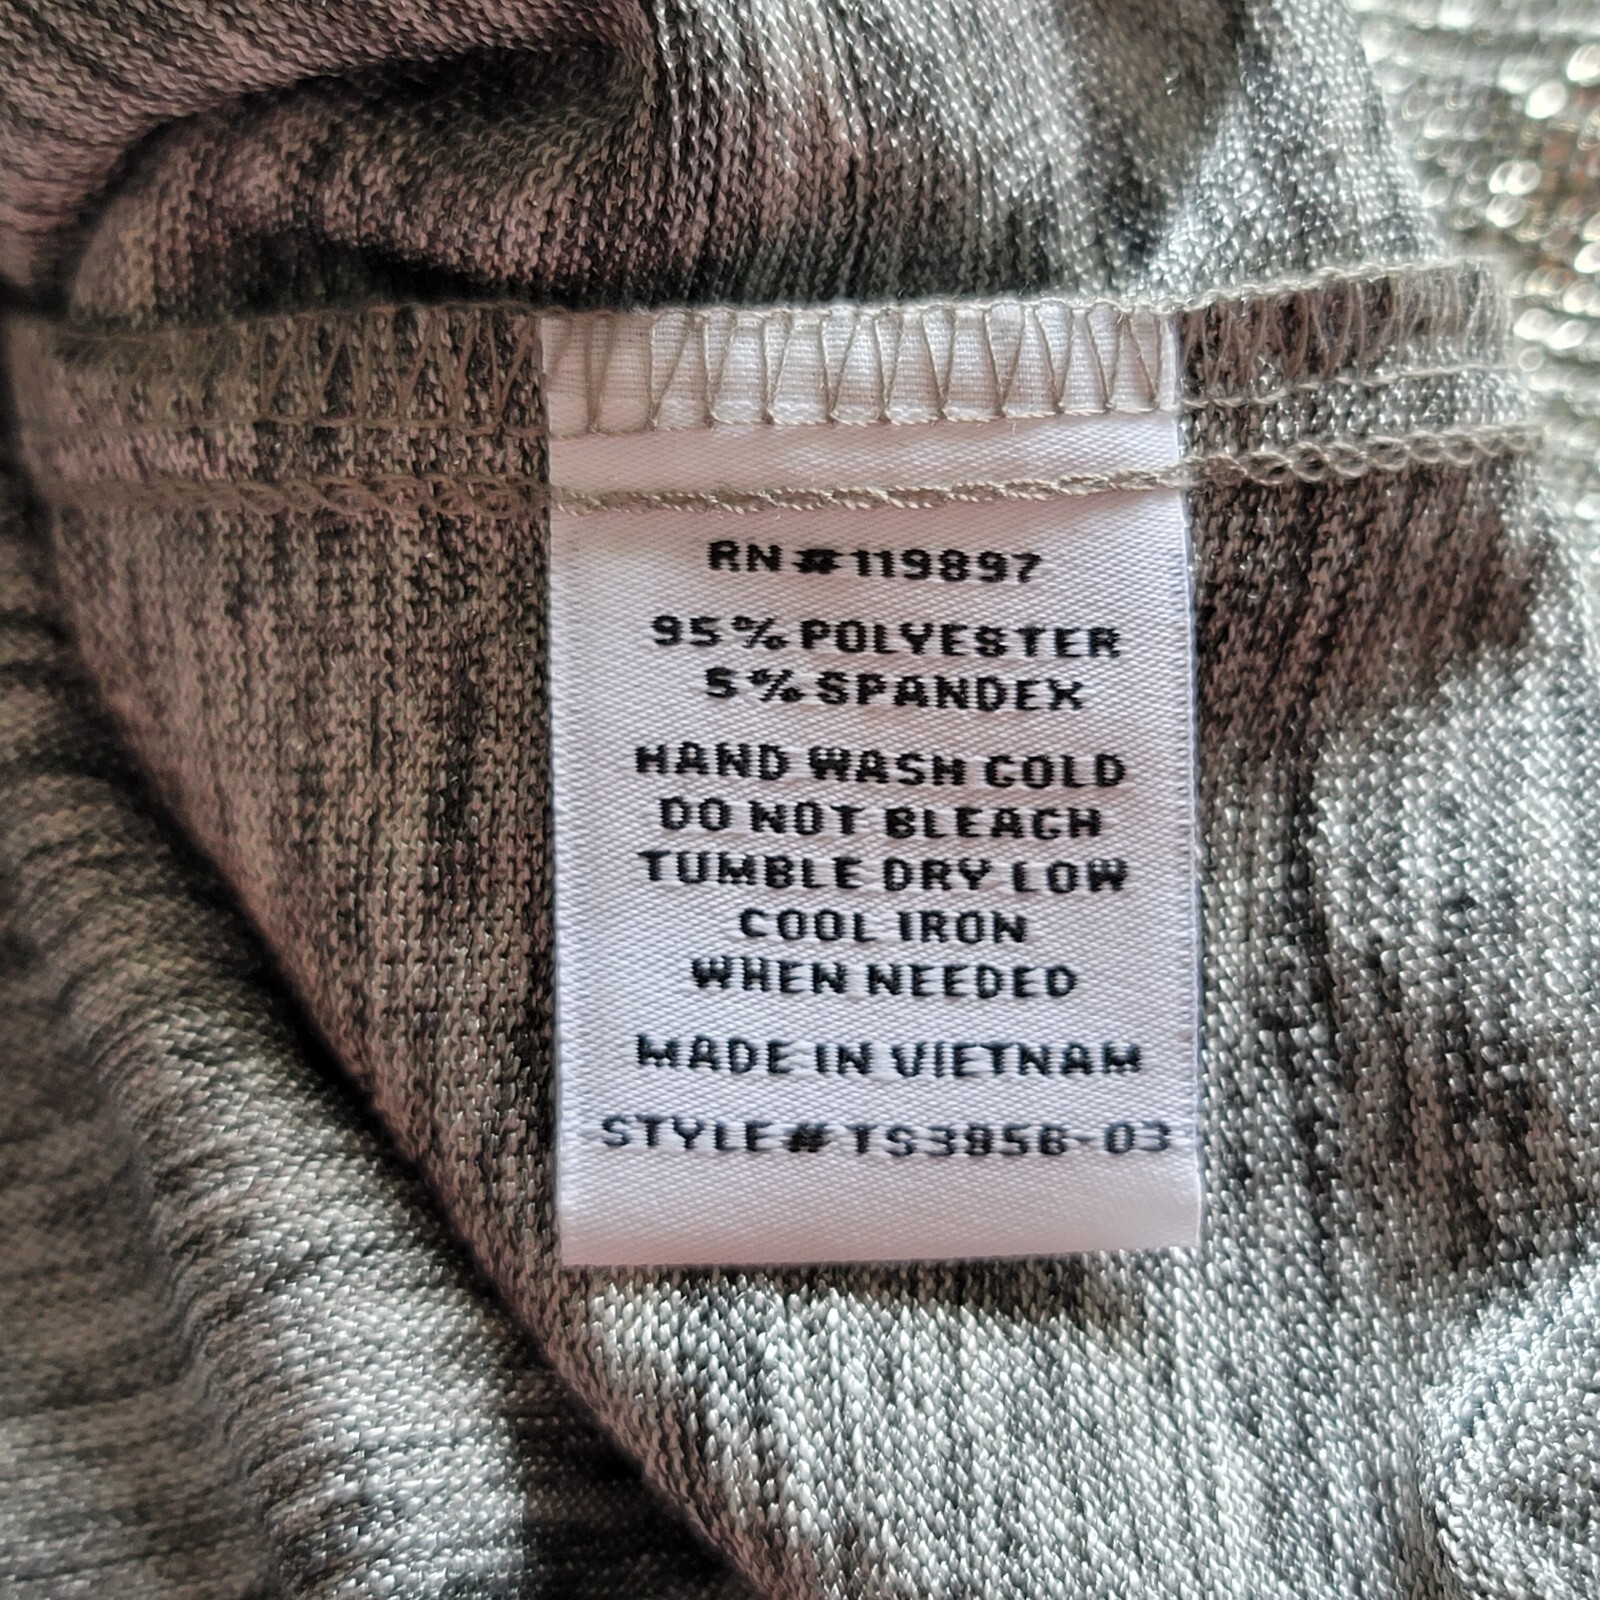 RN#119897
95%POLYESTER
5%SPANDEX
HAND WASH COLD
DO NOT BLEACH
TUMBLE DRY LOW
COOL IRON
WHEN NEEDED
MADE IN VIETNAM
STYLE#TS3856-03